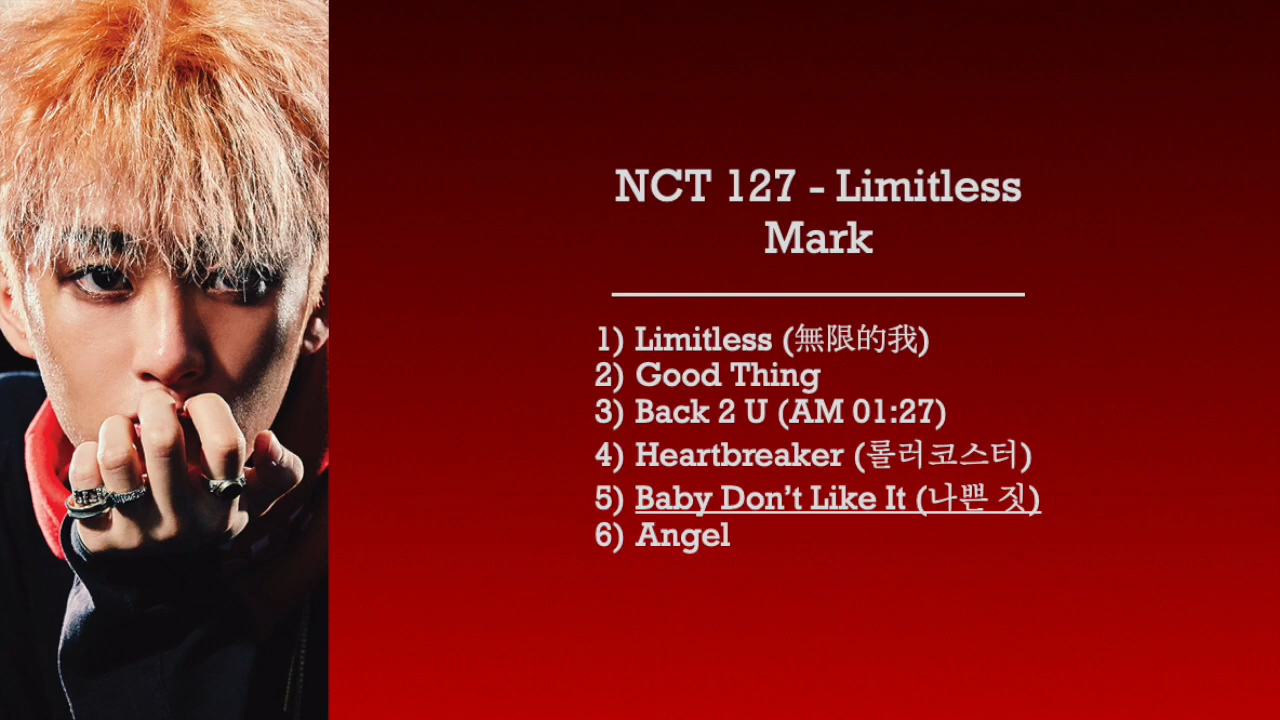 NCT 127 - Limitless
Mark
1) Limitless (無限的我)
2) Good Thing
3) Back 2 U (AM 01:27)
4) Heartbreaker (롤러코스터)
5) Baby Don’t Like It (나쁜 짓)
6) Angel